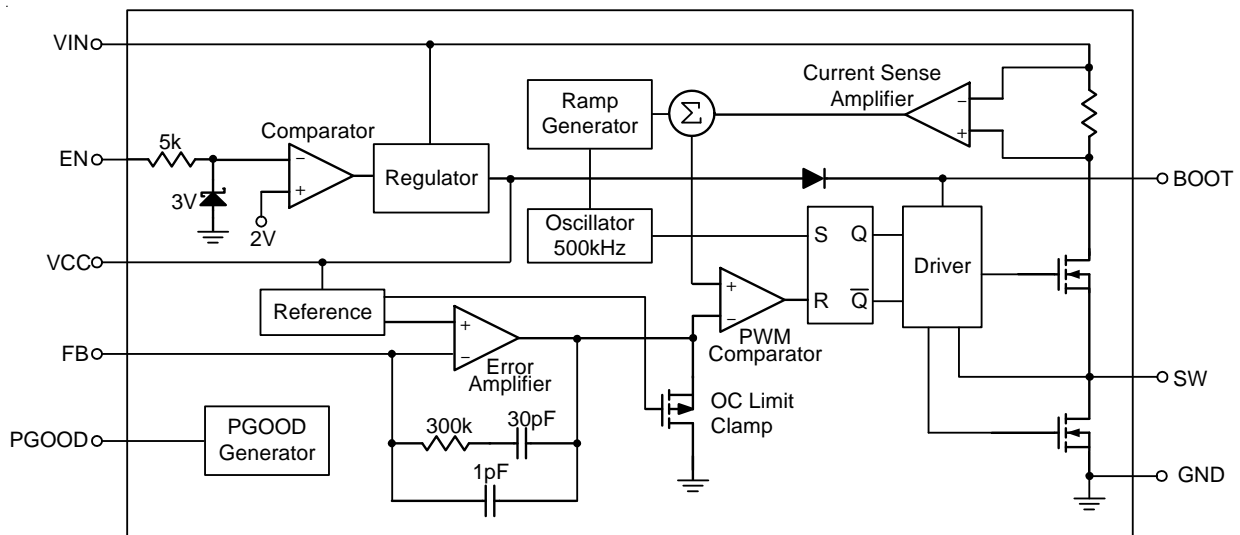 VIN
EN
VCC
FB
PGOOD
5k
3V
Comparator
−
+
2V
Regulator
Ramp
Generator
Σ
Current Sense
Amplifier
−
+
Oscillator
500kHz
S
Q
R
Q
Driver
BOOT
Reference
+
−
Error
Amplifier
+
−
PWM
Comparator
OC Limit
Clamp
300k
30pF
1pF
PGOOD
Generator
SW
GND